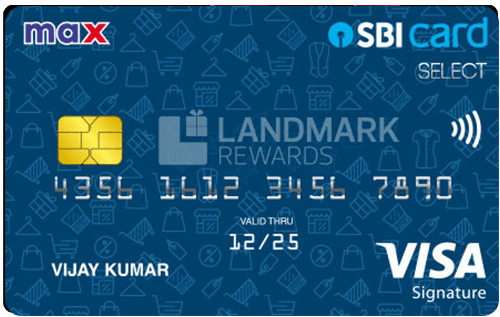 max
SBI card
SELECT
LANDMARK
REWARDS
4356 1612 3456 7890
VALID THRU
12/25
VIJAY KUMAR
VISA
Signature